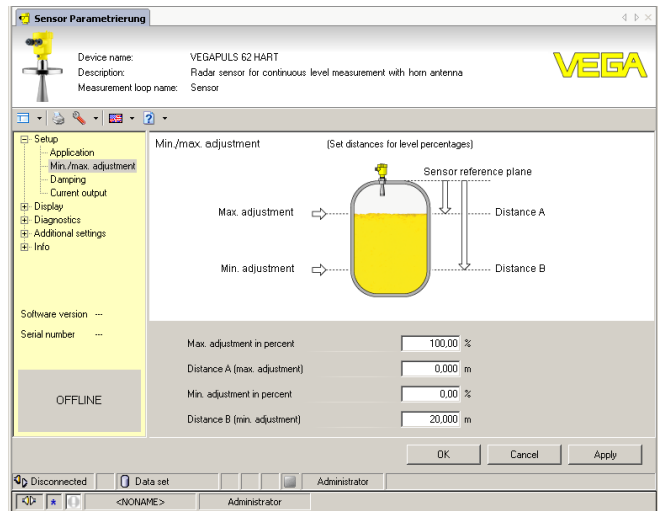 Sensor Parametrierung
Device name: VEGAPULS 62 HART
Description: Radar sensor for continuous level measurement with horn antenna
Measurement loop name: Sensor
VEGA
Setup
Application
Min./max. adjustment
Damping
Current output
Display
Diagnostics
Additional settings
Info
Software version ---
Serial number ---
OFFLINE
Min./max. adjustment (Set distances for level percentages)
Sensor reference plane
Max. adjustment
Distance A
Min. adjustment
Distance B
Max. adjustment in percent 100,00 %
Distance A (max. adjustment) 0,000 m
Min. adjustment in percent 0,00 %
Distance B (min. adjustment) 20,000 m
OK Cancel Apply
Disconnected Data set Administrator
<NONAME> Administrator